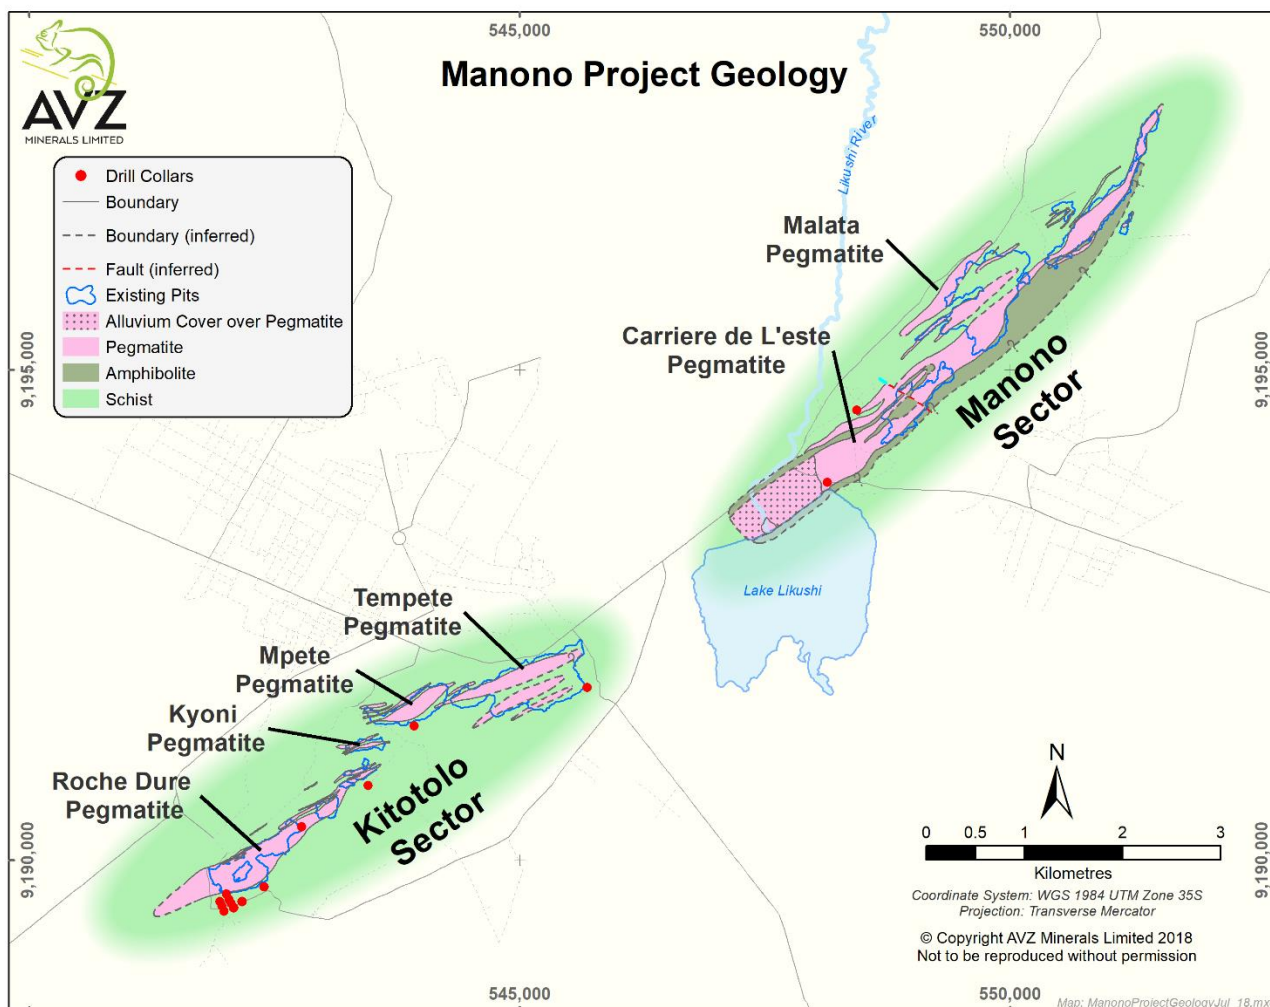 545,000
550,000
Manono Project Geology
AVZ
MINERALS LIMITED
Drill Collars
Boundary
Boundary (inferred)
Fault (inferred)
Existing Pits
Alluvium Cover over Pegmatite
Pegmatite
Amphibolite
Schist
Likushi River
Malata
Pegmatite
Carriere de L'este
Pegmatite
Manono
Sector
9,195,000
9,195,000
Lake Likushi
Tempete
Pegmatite
Mpete
Pegmatite
Kyoni
Pegmatite
Roche Dure
Pegmatite
Kitotolo
Sector
9,190,000
9,190,000
N
0 0.5 1 2 3
Kilometres
Coordinate System: WGS 1984 UTM Zone 35S
Projection: Transverse Mercator
© Copyright AVZ Minerals Limited 2018
Not to be reproduced without permission
545,000
550,000
Map: ManonoProjectGeologyJul_18.mx